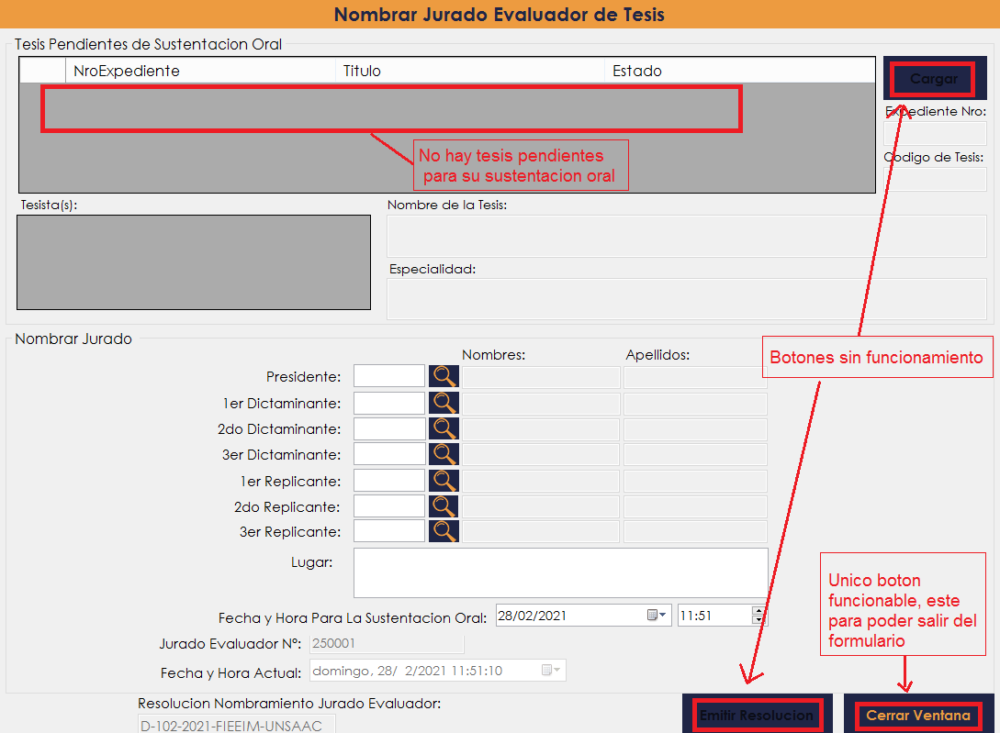 Nombrar Jurado Evaluador de Tesis
Tesis Pendientes de Sustentacion Oral
NroExpediente Titulo Estado
Cargar
Expediente Nro:
No hay tesis pendientes
para su sustentacion oral
Codigo de Tesis:
Tesista(s):
Nombre de la Tesis:
Especialidad:
Nombrar Jurado
Nombres: Apellidos:
Botones sin funcionamiento
Presidente:
1er Dictaminante:
2do Dictaminante:
3er Dictaminante:
1er Replicante:
2do Replicante:
3er Replicante:
Lugar:
Unico boton
funcionable, este
para poder salir del
formulario
Fecha y Hora Para La Sustentacion Oral: 28/02/2021 11:51
Jurado Evaluador Nº: 250001
Fecha y Hora Actual: domingo, 28/ 2/2021 11:51:10
Resolucion Nombramiento Jurado Evaluador:
D-102-2021-FIEEIM-UNSAAC
Emitir Resolucion
Cerrar Ventana